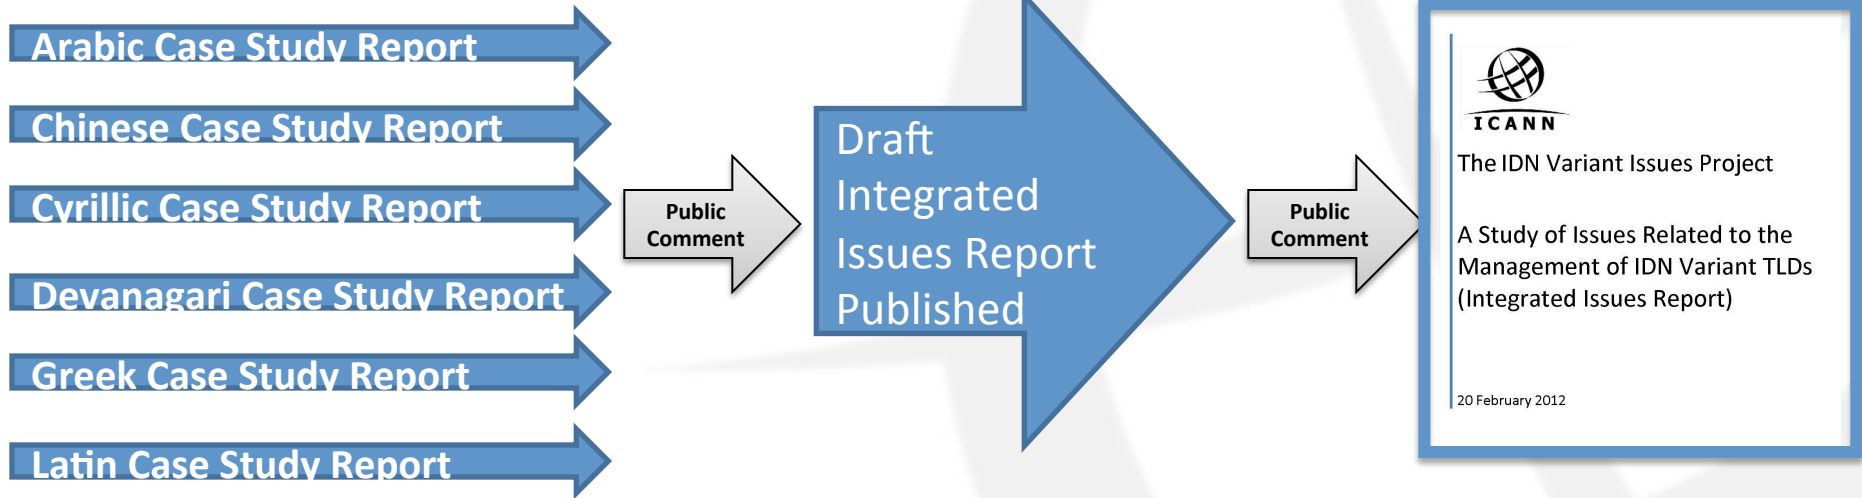 Arabic Case Study Report
Chinese Case Study Report
Cyrillic Case Study Report
Devanagari Case Study Report
Greek Case Study Report
Latin Case Study Report
Public
Comment
Draft
Integrated
Issues Report
Published
Public
Comment
ICANN
The IDN Variant Issues Project
A Study of Issues Related to the
Management of IDN Variant TLDs
(Integrated Issues Report)
20 February 2012